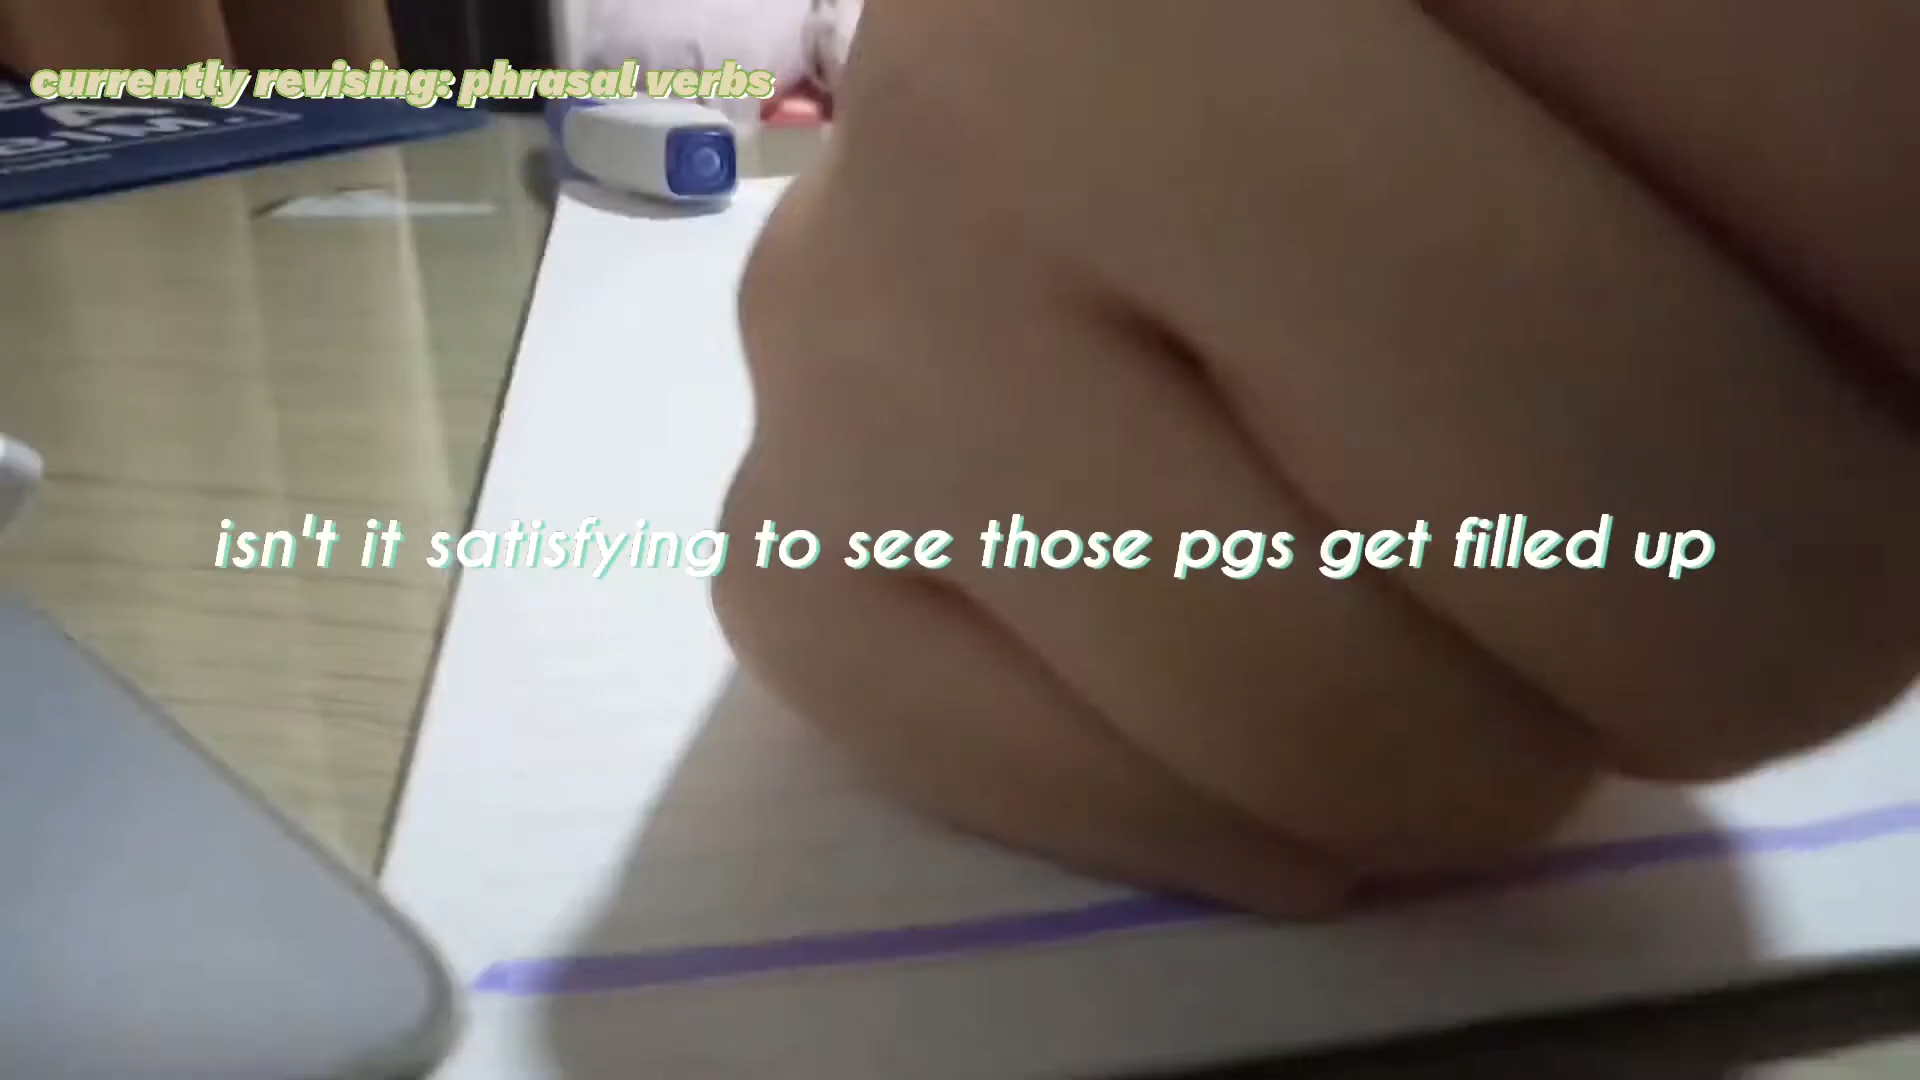 currently revising: phrasal verbs
isn't it satisfying to see those pgs get filled up